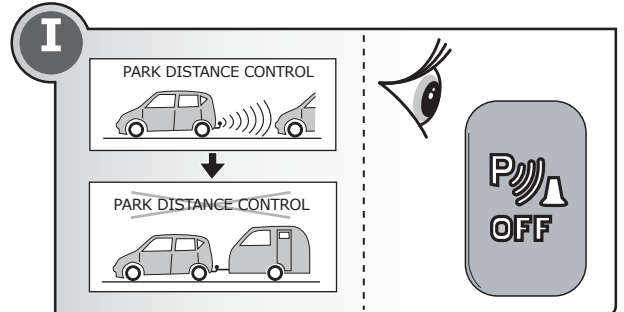 I
PARK DISTANCE CONTROL
PARK DISTANCE CONTROL
P
OFF